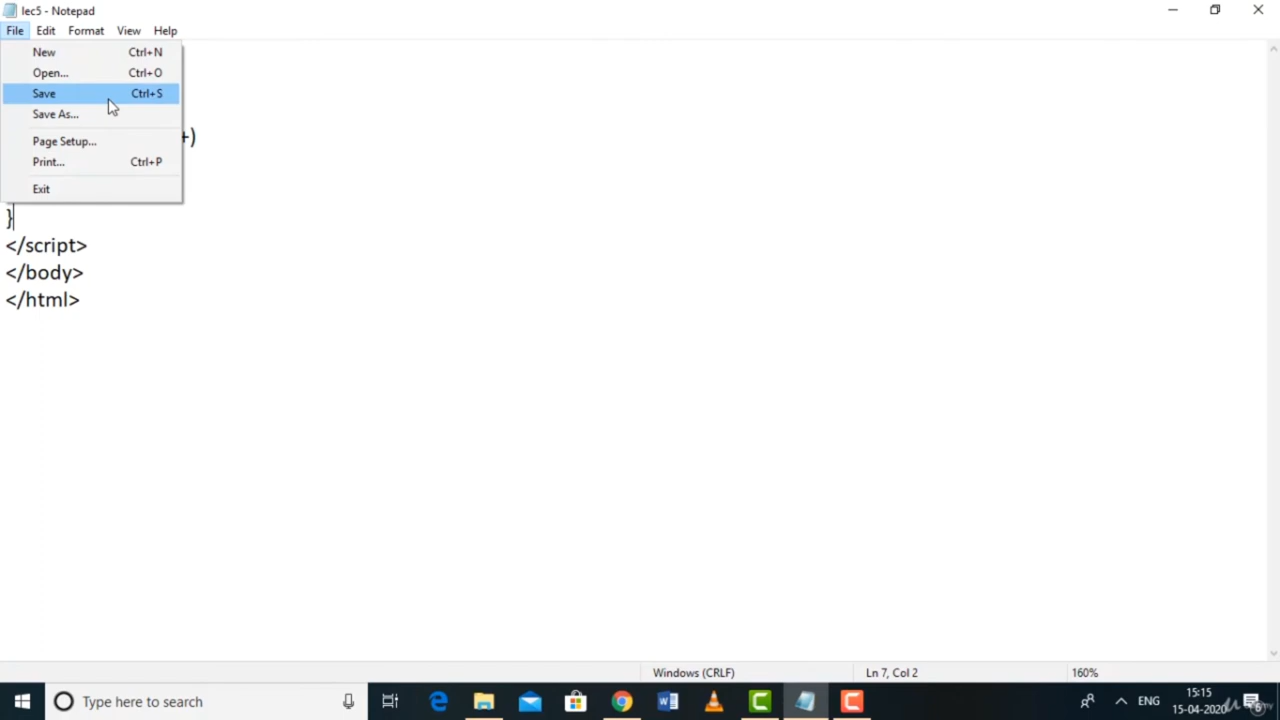 lec5 - Notepad
File Edit Format View Help
New Ctrl+N
Open... Ctrl+O
Save Ctrl+S
Save As...
Page Setup...
+)
Print... Ctrl+P
Exit
}
</script>
</body>
</html>
Windows (CRLF) Ln 7, Col 2 160%
Type here to search
ENG
15:15
15-04-2020
6